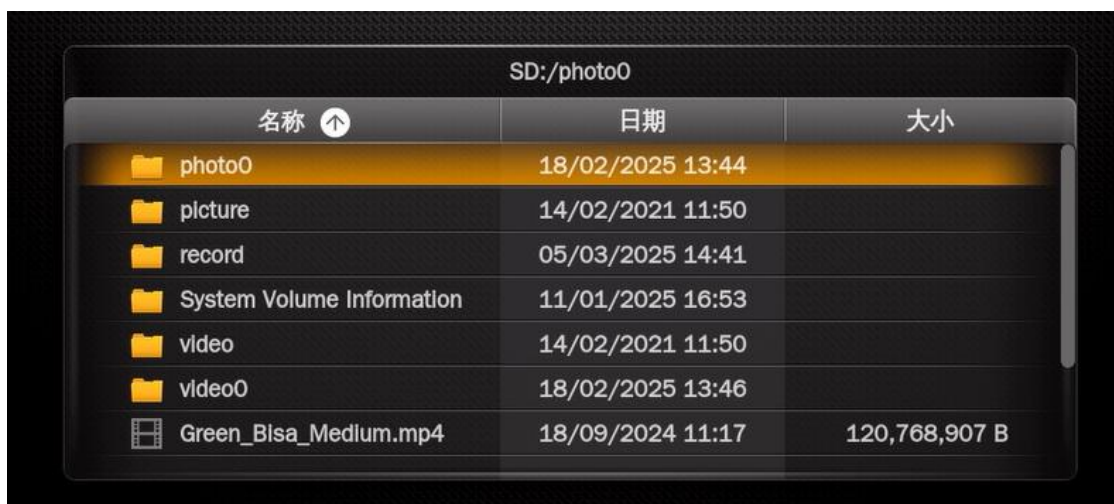 SD:/photo0
名称 日期 大小
photo0 18/02/2025 13:44
picture 14/02/2021 11:50
record 05/03/2025 14:41
System Volume Information 11/01/2025 16:53
video 14/02/2021 11:50
video0 18/02/2025 13:46
Green_Bisa_Medium.mp4 18/09/2024 11:17 120,768,907 B